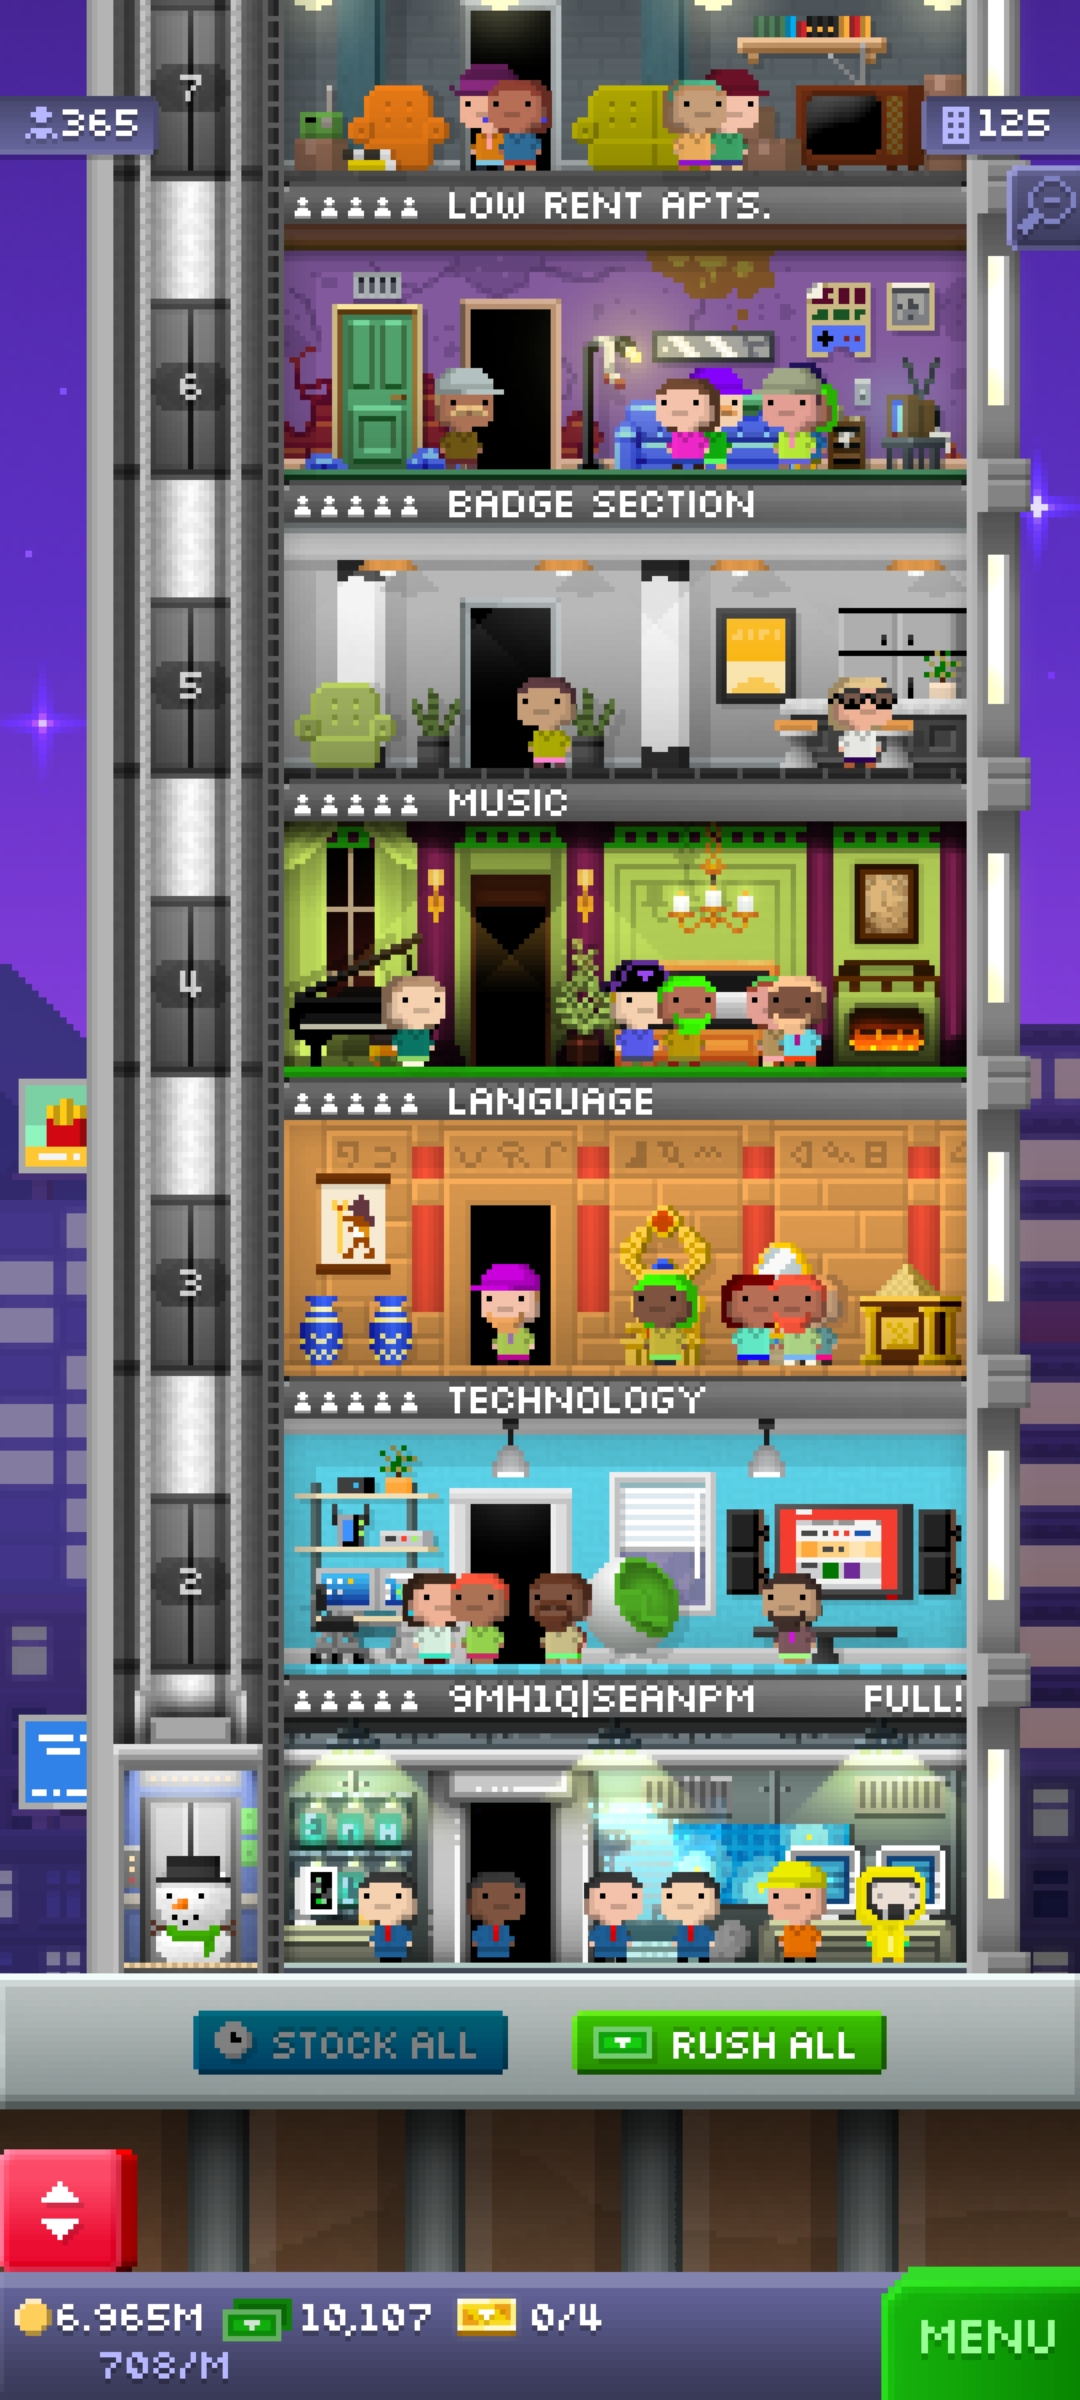 7
365
125
LOW RENT APTS.
6
BADGE SECTION
5
MUSIC
4
LANGUAGE
3
TECHNOLOGY
2
9MH1Q|SEANPM FULL!
STOCK ALL
RUSH ALL
6.965M 10,107 0/4
708/M
MENU